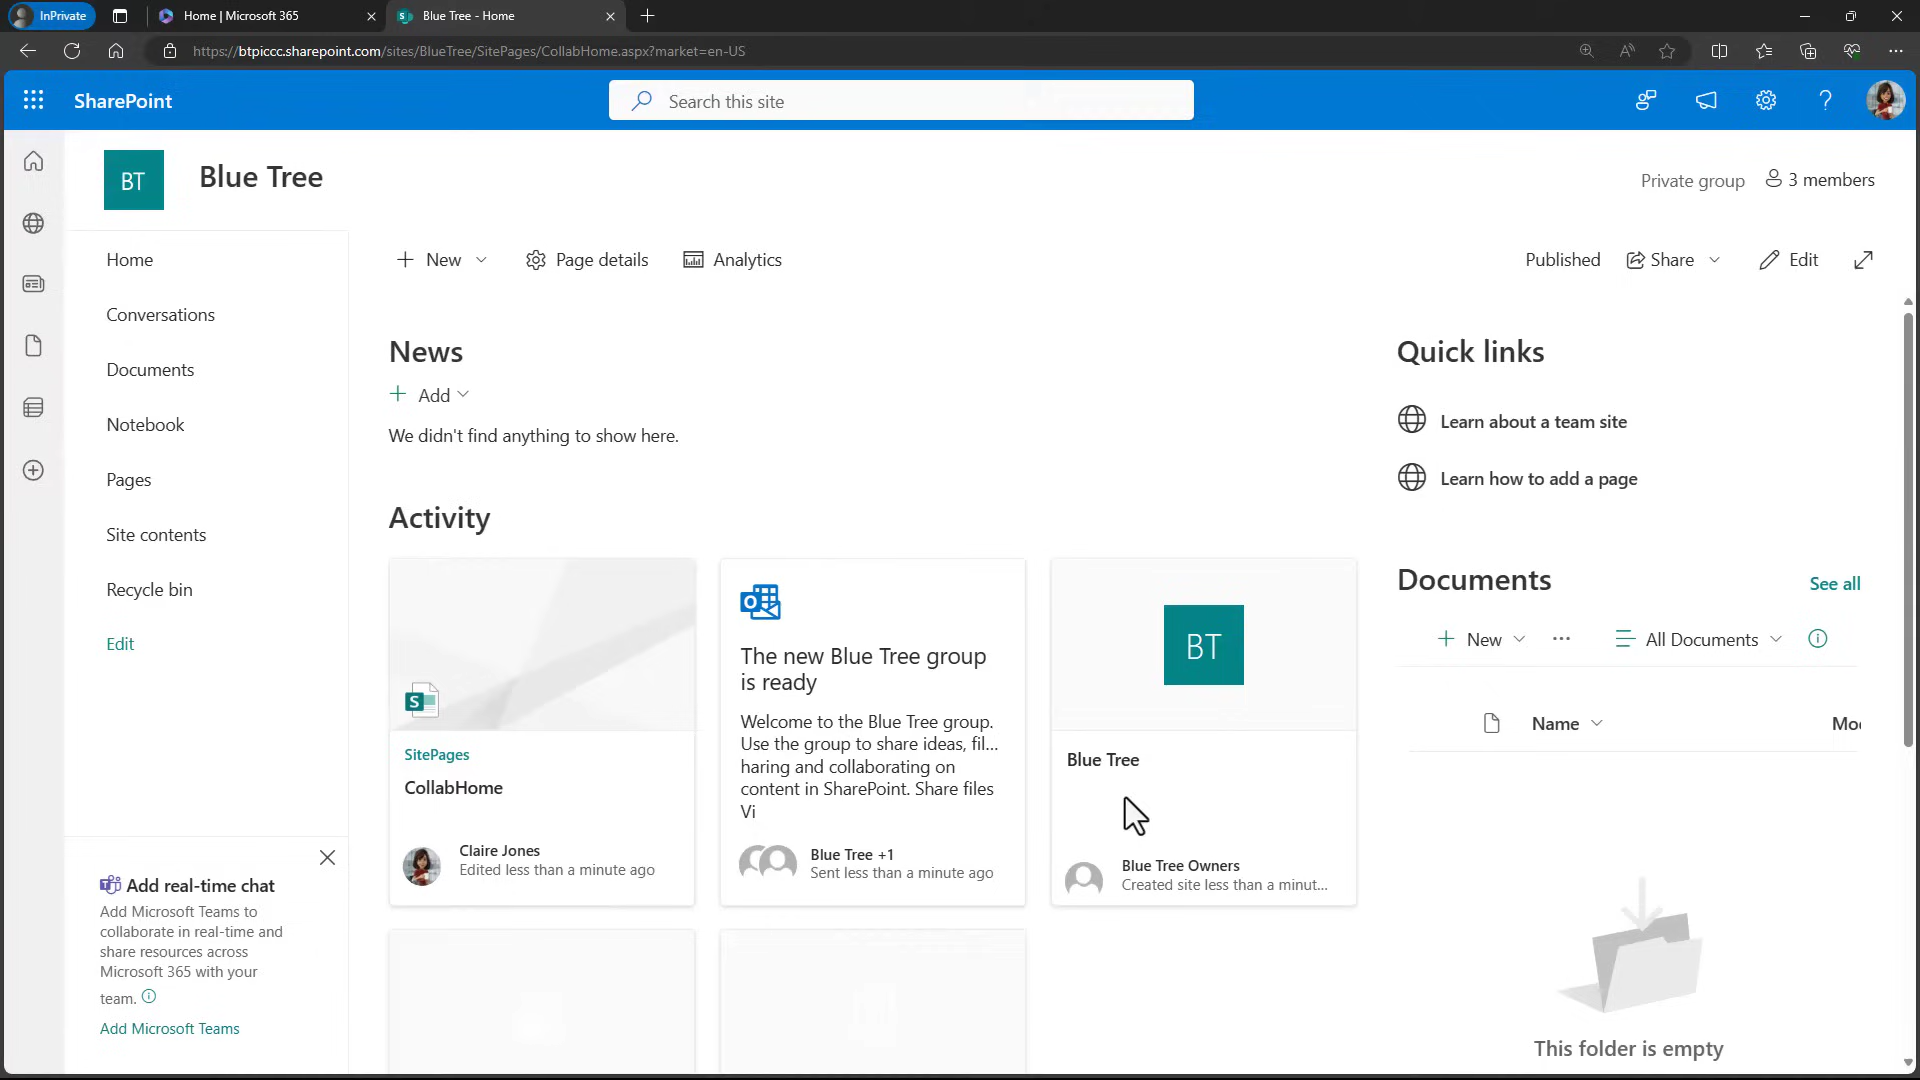 InPrivate
Home | Microsoft 365
Blue Tree - Home
https://btpiccc.sharepoint.com/sites/BlueTree/SitePages/CollabHome.aspx?market=en-US
SharePoint
Search this site
BT
Blue Tree
Private group
3 members
Home
Conversations
Documents
Notebook
Pages
Site contents
Recycle bin
Edit
New
Page details
Analytics
Published
Share
Edit
News
Add
We didn't find anything to show here.
Activity
S
SitePages
CollabHome
Claire Jones
Edited less than a minute ago
The new Blue Tree group
is ready
Welcome to the Blue Tree group.
Use the group to share ideas, fil...
haring and collaborating on
content in SharePoint. Share files
Vi
Blue Tree +1
Sent less than a minute ago
BT
Blue Tree
Blue Tree Owners
Created site less than a minut...
Quick links
Learn about a team site
Learn how to add a page
Documents
See all
New
All Documents
Name
Mo
This folder is empty
Add real-time chat
Add Microsoft Teams to
collaborate in real-time and
share resources across
Microsoft 365 with your
team.
Add Microsoft Teams